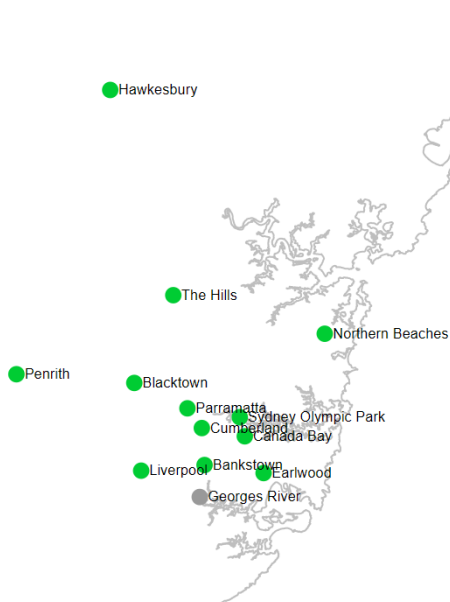 Hawkesbury
The Hills
Northern Beaches
Penrith
Blacktown
Parramatta
Sydney Olympic Park
Cumberland
Canada Bay
Bankstown
Liverpool
Earlwood
Georges River